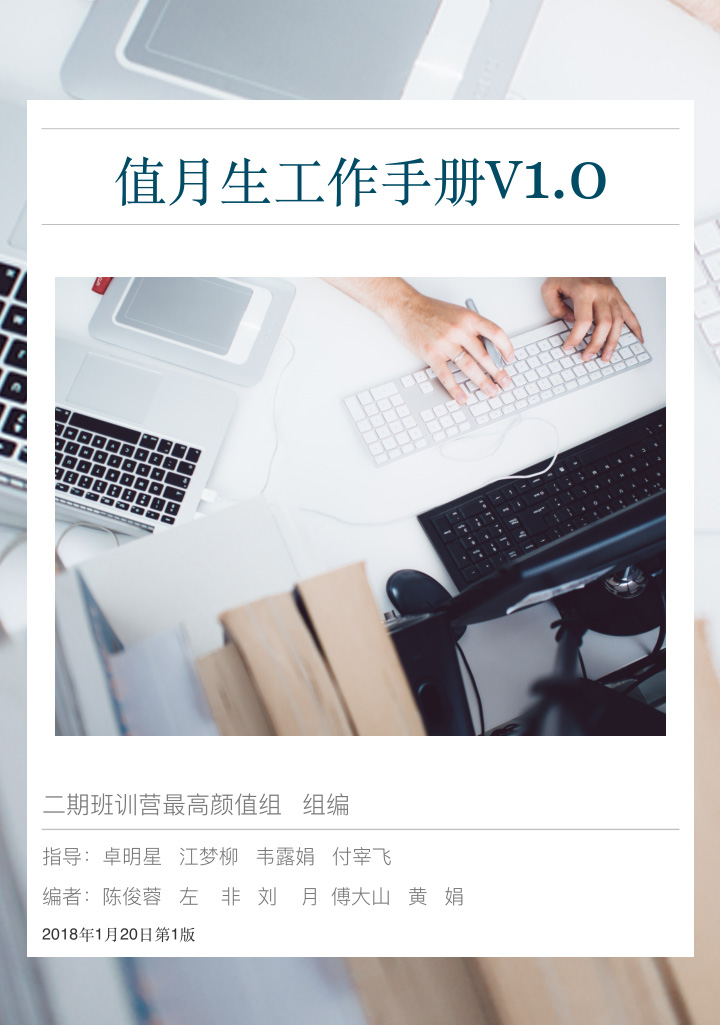 值月生工作手册V1.0
二期班训营最高颜值组 组编
指导：卓明星 江梦柳 韦露娟 付宰飞
编者：陈俊蓉 左 非 刘 月 傅大山 黄 娟
2018年1月20日第1版